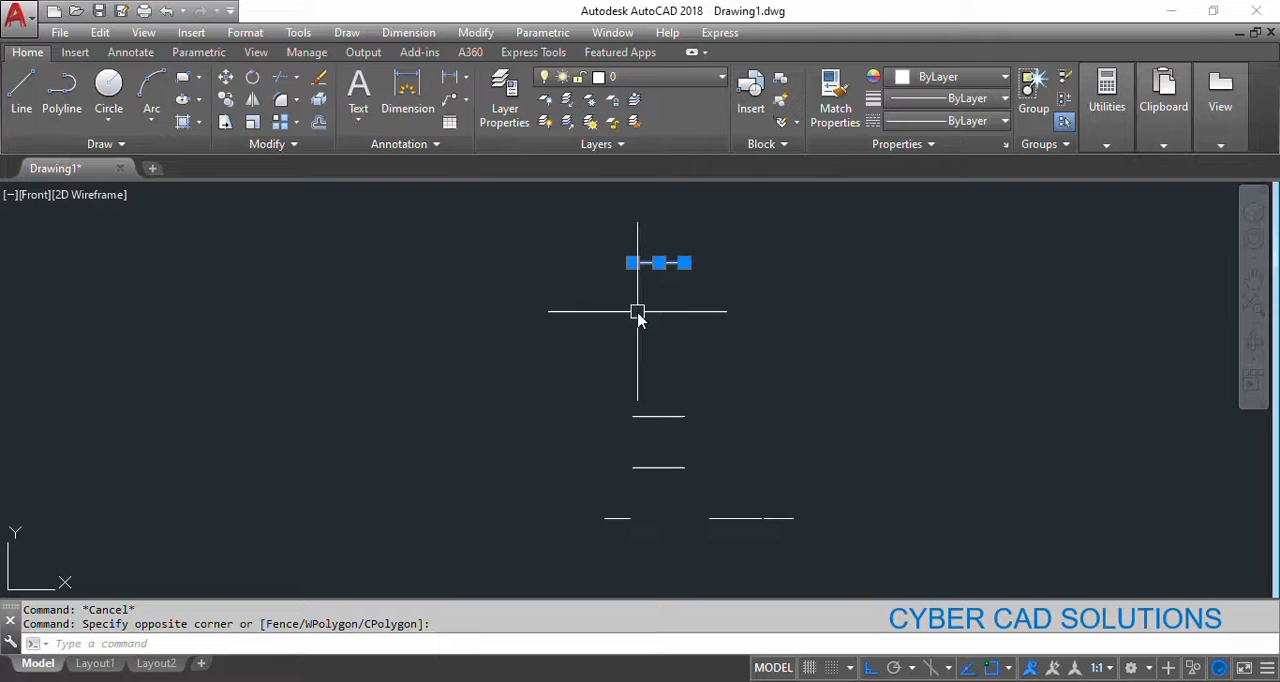 Autodesk AutoCAD 2018 Drawing1.dwg
File Edit View Insert Format Tools Draw Dimension Modify Parametric Window Help Express
Home Insert Annotate Parametric View Manage Output Add-ins A360 Express Tools Featured Apps
0
ByLayer
ByLayer
ByLayer
Line Polyline Circle Arc Text Dimension Layer Properties Insert Match Properties Group Utilities Clipboard View
Draw Modify Annotation Layers Block Properties Groups
Drawing1*
[−][Front][2D Wireframe]
Y
X
Command: *Cancel*
Command: Specify opposite corner or [Fence/WPolygon/CPolygon]:
CYBER CAD SOLUTIONS
Type a command
Model Layout1 Layout2 MODEL 1:1